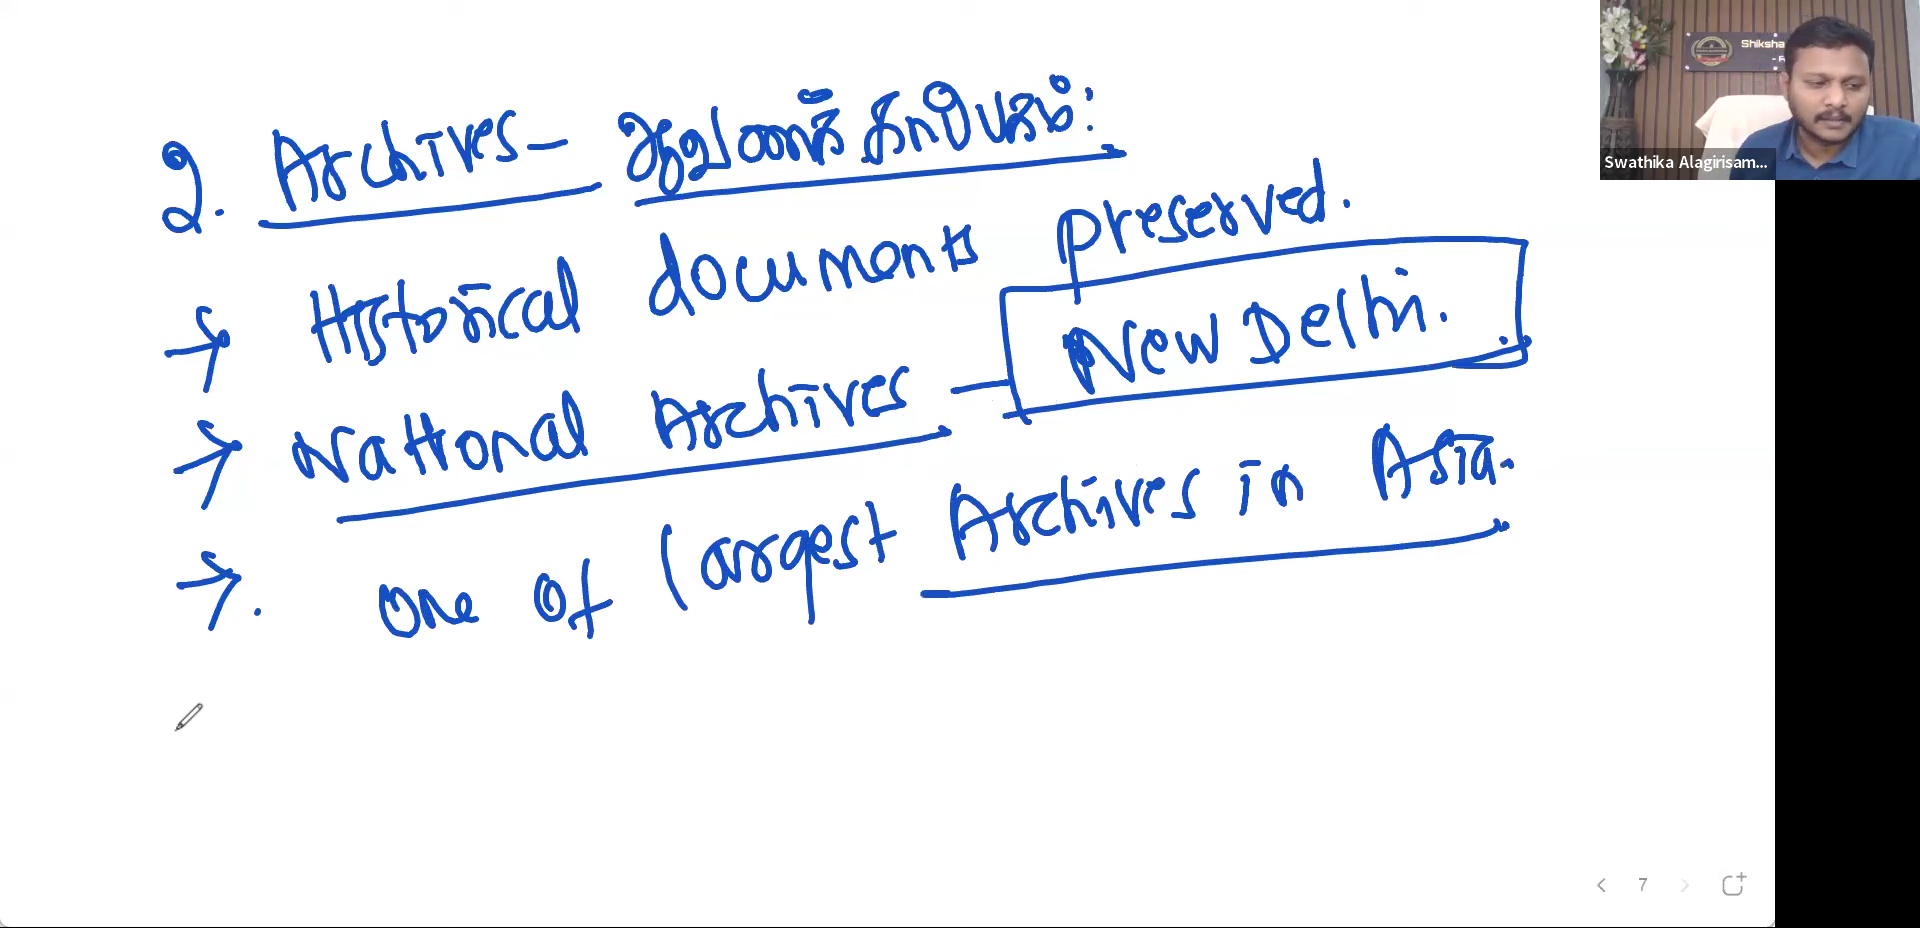 2. Archives - ஆவணக் காப்பகம்:
→ Historical documents preserved.
→ National Archives - New Delhi.
→. One of largest Archives in Asia.
Shiksha
Swathika Alagirisam...
7